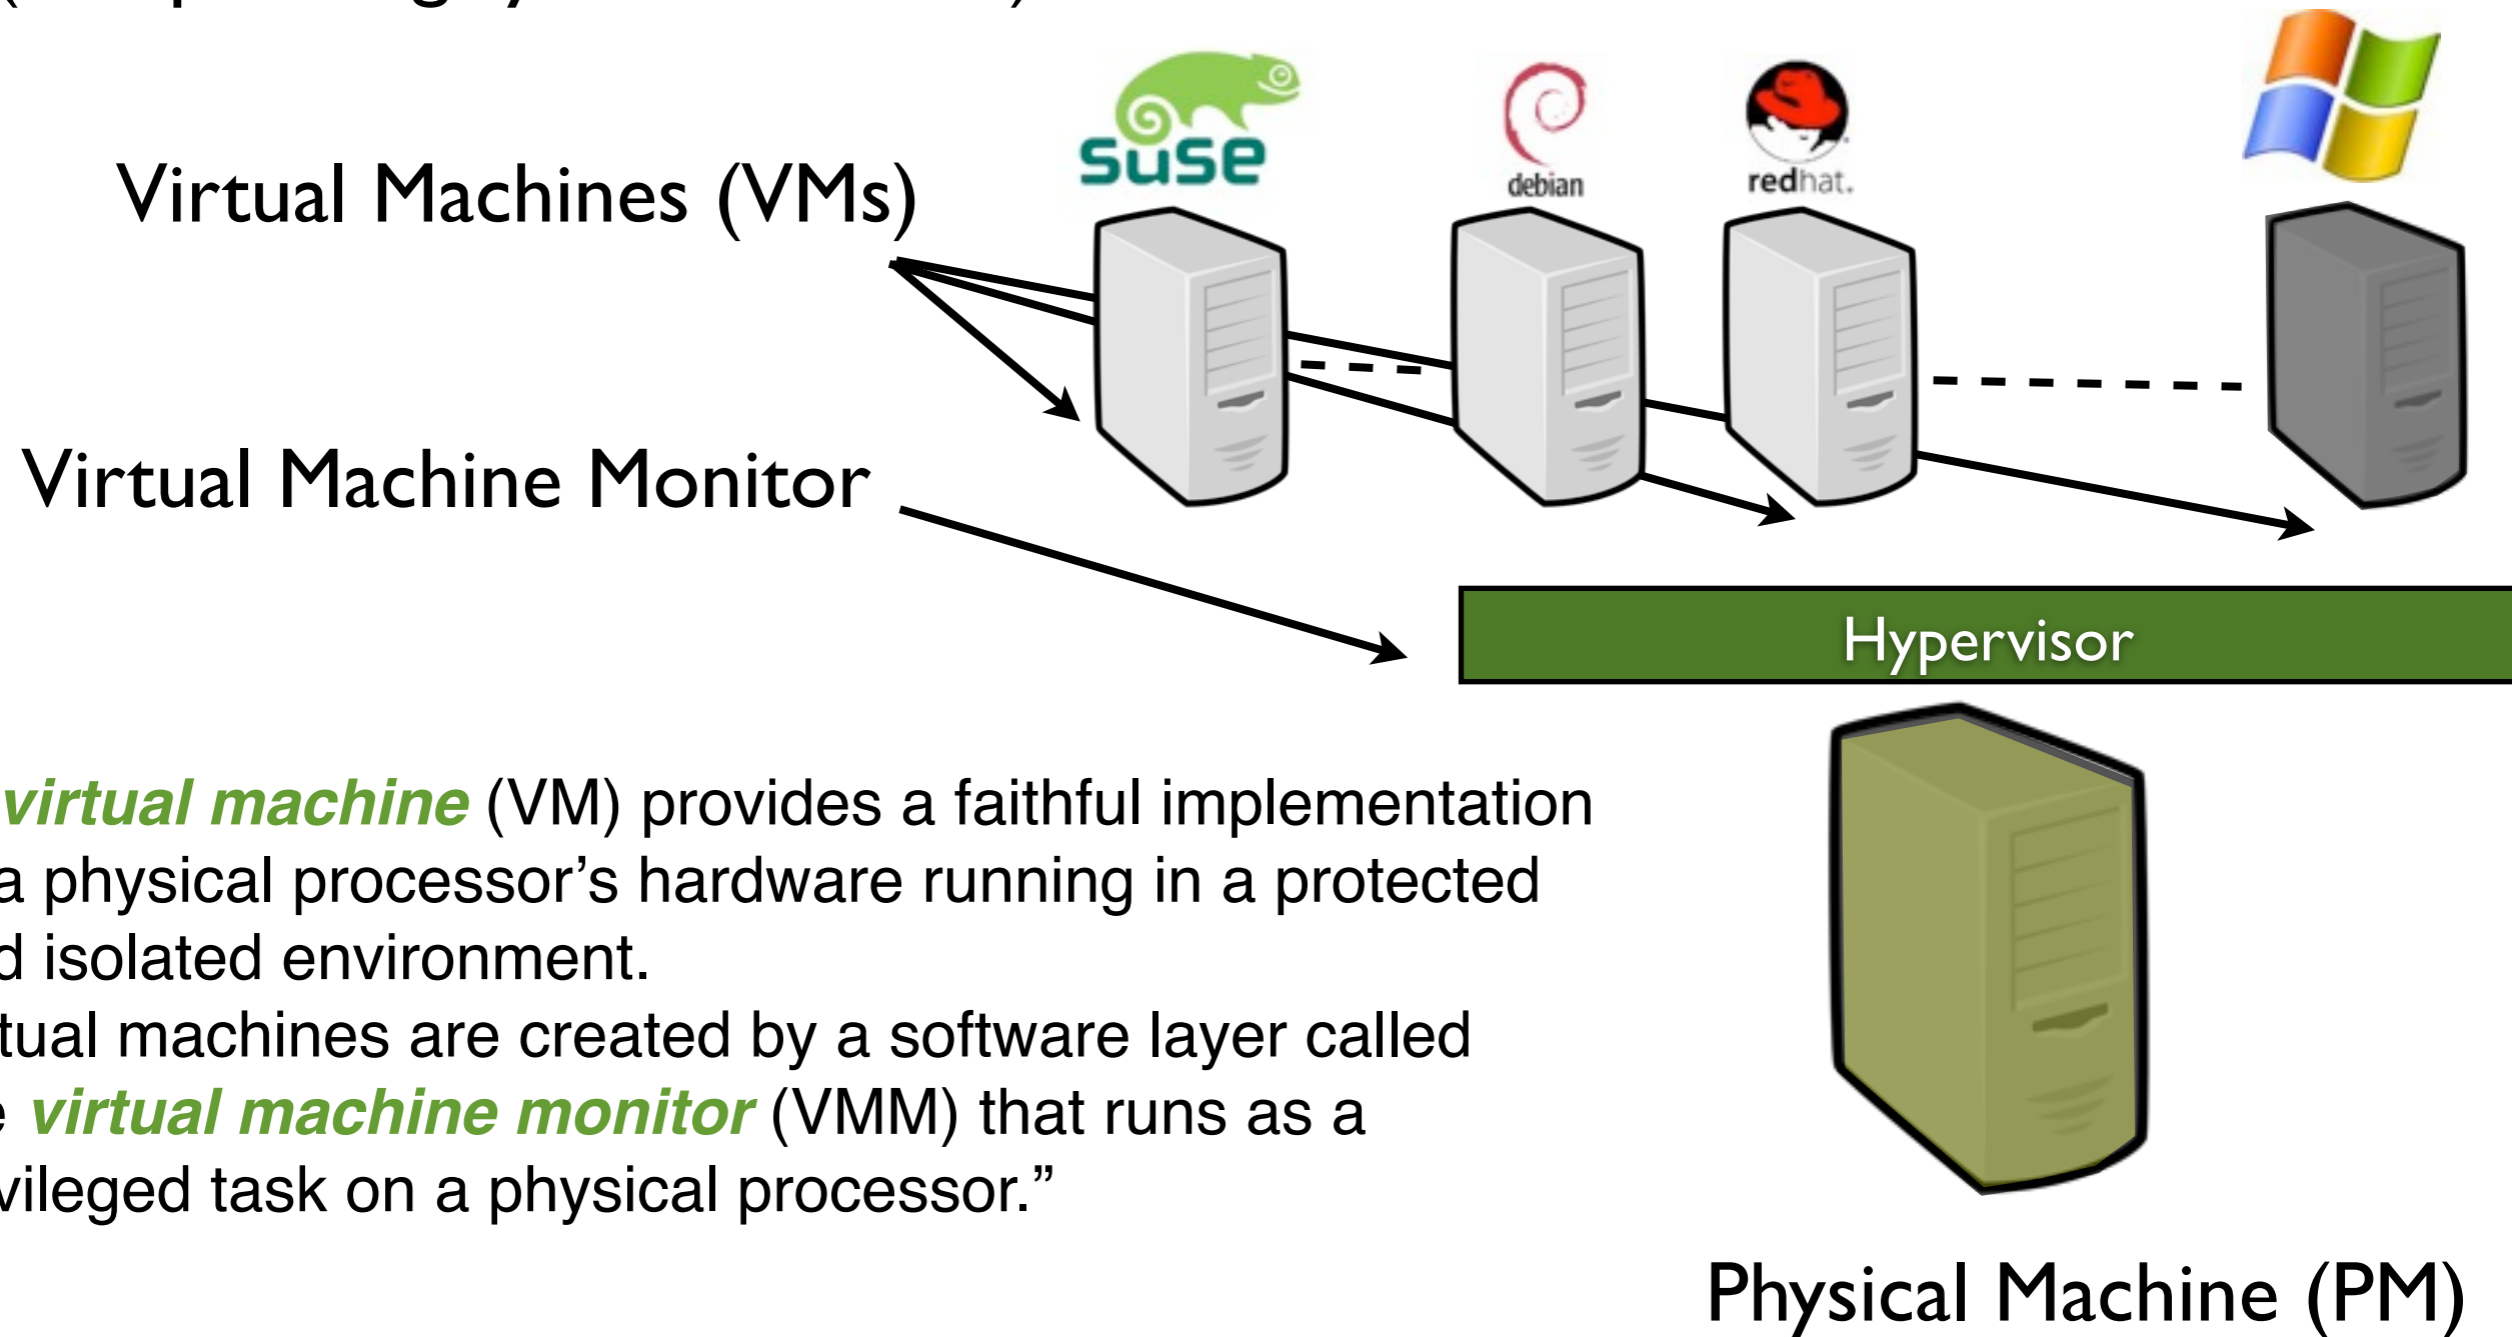 suse
debian
redhat.
Virtual Machines (VMs)
Virtual Machine Monitor
Hypervisor
virtual machine (VM) provides a faithful implementation
a physical processor’s hardware running in a protected
d isolated environment.
tual machines are created by a software layer called
e virtual machine monitor (VMM) that runs as a
vileged task on a physical processor.”
Physical Machine (PM)